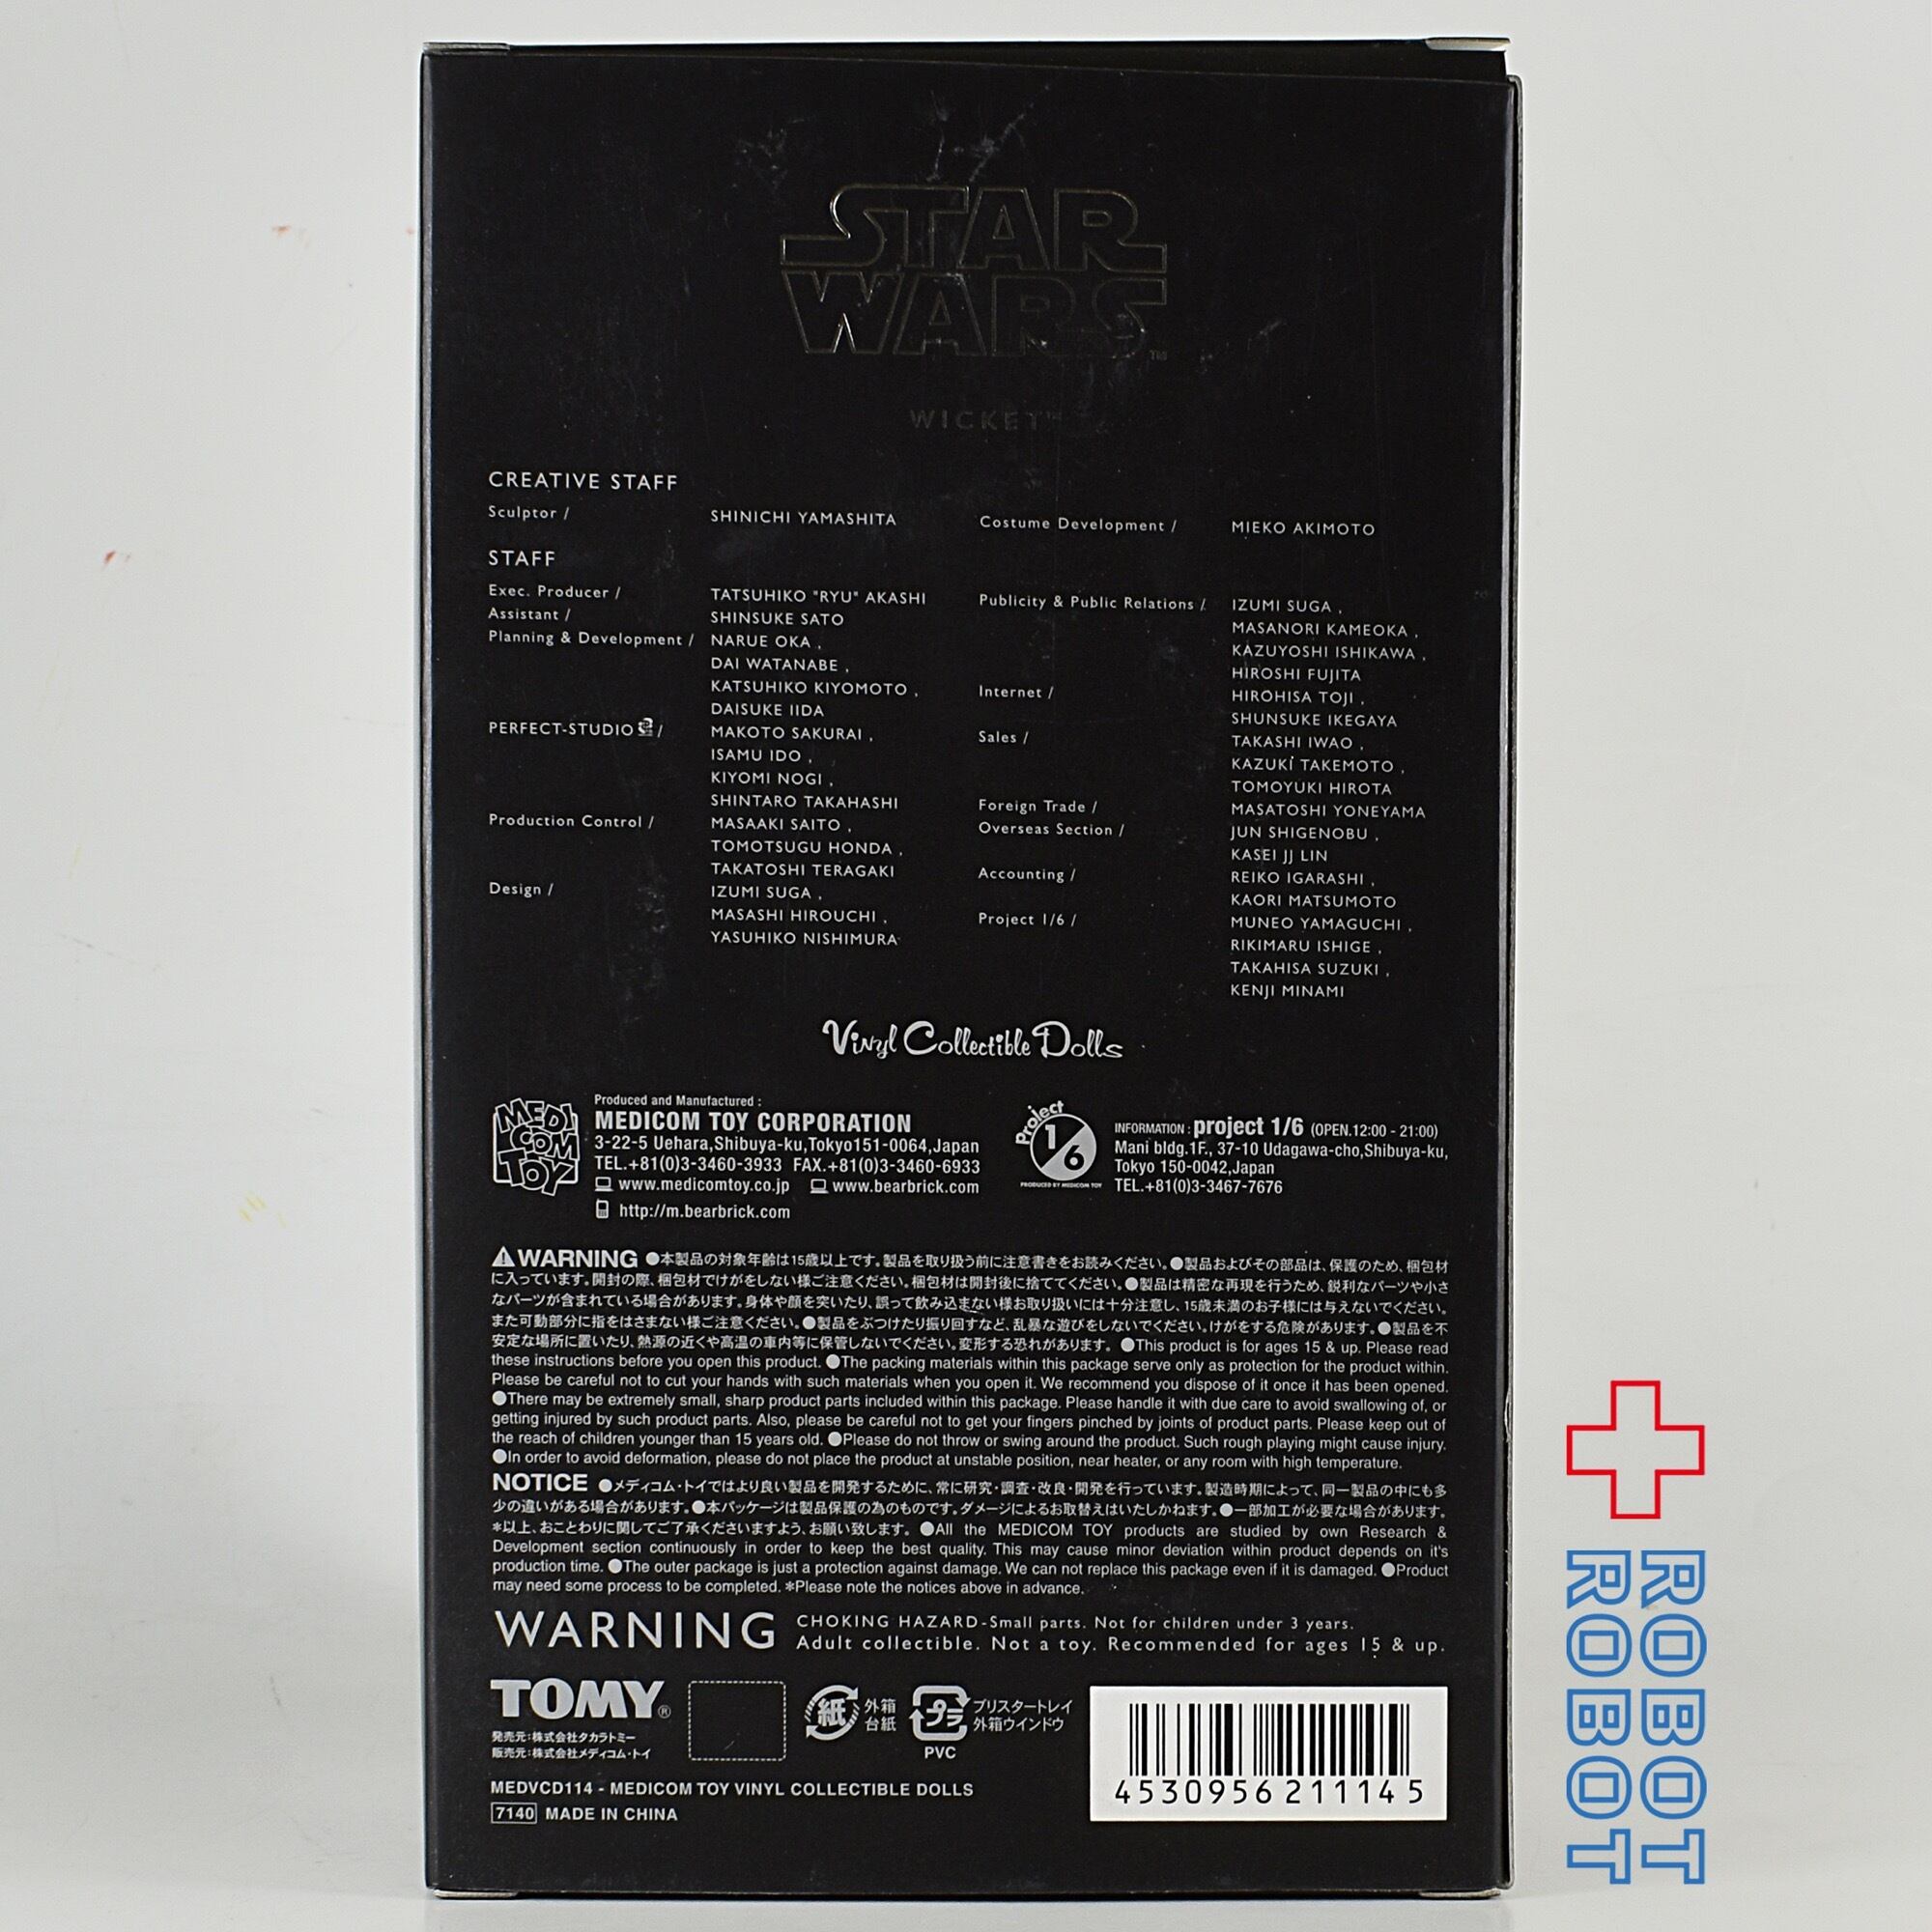 STAR
WARS™
WICKET™
CREATIVE STAFF
Sculptor / SHINICHI YAMASHITA
Costume Development / MIEKO AKIMOTO
STAFF
Exec. Producer / TATSUHIKO "RYU" AKASHI
Assistant / SHINSUKE SATO
Planning & Development / NARUE OKA ,
DAI WATANABE ,
KATSUHIKO KIYOMOTO ,
DAISUKE IIDA
PERFECT-STUDIO / MAKOTO SAKURAI ,
ISAMU IDO ,
KIYOMI NOGI ,
SHINTARO TAKAHASHI
Production Control / MASAAKI SAITO ,
TOMOTSUGU HONDA ,
TAKATOSHI TERAGAKI
Design / IZUMI SUGA ,
MASASHI HIROUCHI ,
YASUHIKO NISHIMURA
Publicity & Public Relations / IZUMI SUGA ,
MASANORI KAMEOKA ,
KAZUYOSHI ISHIKAWA ,
HIROSHI FUJITA
Internet / HIROHISA TOJI ,
SHUNSUKE IKEGAYA
Sales / TAKASHI IWAO ,
KAZUKI TAKEMOTO ,
TOMOYUKI HIROTA
Foreign Trade / MASATOSHI YONEYAMA
Overseas Section / JUN SHIGENOBU ,
KASEI JJ LIN
Accounting / REIKO IGARASHI ,
KAORI MATSUMOTO
Project 1/6 / MUNEO YAMAGUCHI ,
RIKIMARU ISHIGE ,
TAKAHISA SUZUKI ,
KENJI MINAMI
Vinyl Collectible Dolls
MEDI
COM
TOY
Produced and Manufactured :
MEDICOM TOY CORPORATION
3-22-5 Uehara,Shibuya-ku,Tokyo151-0064,Japan
TEL.+81(0)3-3460-3933 FAX.+81(0)3-3460-6933
www.medicomtoy.co.jp www.bearbrick.com
http://m.bearbrick.com
Project
1/6
PRODUCED BY MEDICOM TOY
INFORMATION : project 1/6 (OPEN.12:00 - 21:00)
Mani bldg.1F., 37-10 Udagawa-cho,Shibuya-ku,
Tokyo 150-0042,Japan
TEL.+81(0)3-3467-7676
⚠WARNING ●本製品の対象年齢は15歳以上です。製品を取り扱う前に注意書きをお読みください。●製品およびその部品は、保護のため、梱包材
に入っています。開封の際、梱包材でけがをしない様ご注意ください。梱包材は開封後に捨ててください。●製品は精密な再現を行うため、鋭利なパーツや小さ
なパーツが含まれている場合があります。身体や顔を突いたり、誤って飲み込まない様お取り扱いには十分注意し、15歳未満のお子様には与えないでください。
また可動部分に指をはさまない様ご注意ください。●製品をぶつけたり振り回すなど、乱暴な遊びをしないでください。けがをする危険があります。●製品を不
安定な場所に置いたり、熱源の近くや高温の車内等に保管しないでください。変形する恐れがあります。 ●This product is for ages 15 & up. Please read
these instructions before you open this product. ●The packing materials within this package serve only as protection for the product within.
Please be careful not to cut your hands with such materials when you open it. We recommend you dispose of it once it has been opened.
●There may be extremely small, sharp product parts included within this package. Please handle it with due care to avoid swallowing of, or
getting injured by such product parts. Also, please be careful not to get your fingers pinched by joints of product parts. Please keep out of
the reach of children younger than 15 years old. ●Please do not throw or swing around the product. Such rough playing might cause injury.
●In order to avoid deformation, please do not place the product at unstable position, near heater, or any room with high temperature.
NOTICE ●メディコム・トイではより良い製品を開発するために、常に研究・調査・改良・開発を行っています。製造時期によって、同一製品の中にも多
少の違いがある場合があります。●本パッケージは製品保護の為のものです。ダメージによるお取替えはいたしかねます。●一部加工が必要な場合があります。
＊以上、おことわりに関してご了承くださいますよう、お願い致します。 ●All the MEDICOM TOY products are studied by own Research &
Development section continuously in order to keep the best quality. This may cause minor deviation within product depends on it's
production time. ●The outer package is just a protection against damage. We can not replace this package even if it is damaged. ●Product
may need some process to be completed. ＊Please note the notices above in advance.
WARNING CHOKING HAZARD-Small parts. Not for children under 3 years.
Adult collectible. Not a toy. Recommended for ages 15 & up.
TOMY®
発売元：株式会社タカラトミー
販売元：株式会社メディコム・トイ
紙 外箱
台紙
プラ ブリスタートレイ
外箱ウインドウ
PVC
MEDVCD114 - MEDICOM TOY VINYL COLLECTIBLE DOLLS
7140 MADE IN CHINA
4530956211145
ROBOT
ROBOT